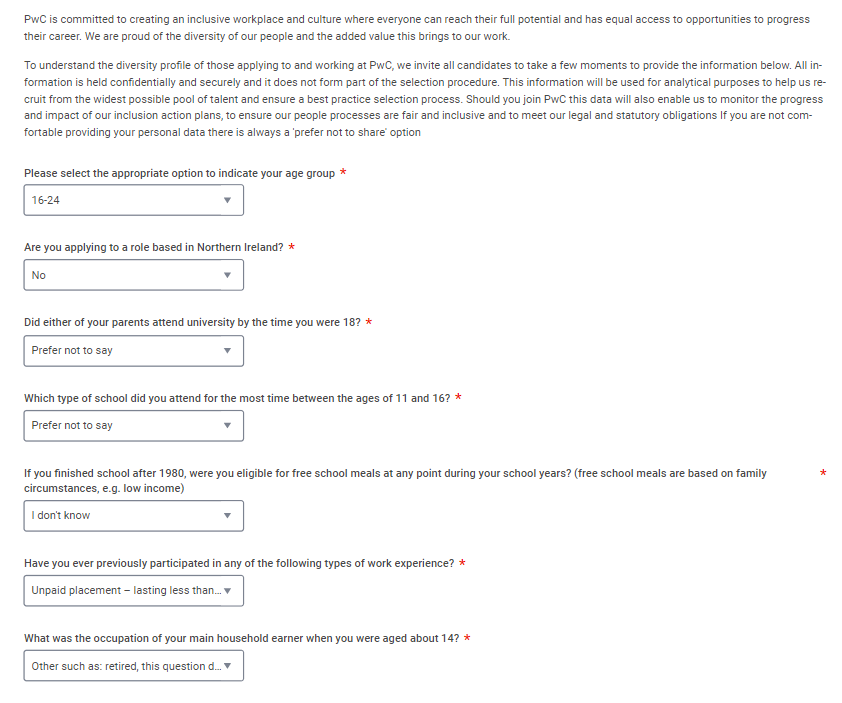 PwC is committed to creating an inclusive workplace and culture where everyone can reach their full potential and has equal access to opportunities to progress
their career. We are proud of the diversity of our people and the added value this brings to our work.
To understand the diversity profile of those applying to and working at PwC, we invite all candidates to take a few moments to provide the information below. All in-
formation is held confidentially and securely and it does not form part of the selection procedure. This information will be used for analytical purposes to help us re-
cruit from the widest possible pool of talent and ensure a best practice selection process. Should you join PwC this data will also enable us to monitor the progress
and impact of our inclusion action plans, to ensure our people processes are fair and inclusive and to meet our legal and statutory obligations If you are not com-
fortable providing your personal data there is always a 'prefer not to share' option
Please select the appropriate option to indicate your age group *
16-24
Are you applying to a role based in Northern Ireland? *
No
Did either of your parents attend university by the time you were 18? *
Prefer not to say
Which type of school did you attend for the most time between the ages of 11 and 16? *
Prefer not to say
If you finished school after 1980, were you eligible for free school meals at any point during your school years? (free school meals are based on family *
circumstances, e.g. low income)
I don't know
Have you ever previously participated in any of the following types of work experience? *
Unpaid placement – lasting less than...
What was the occupation of your main household earner when you were aged about 14? *
Other such as: retired, this question d...